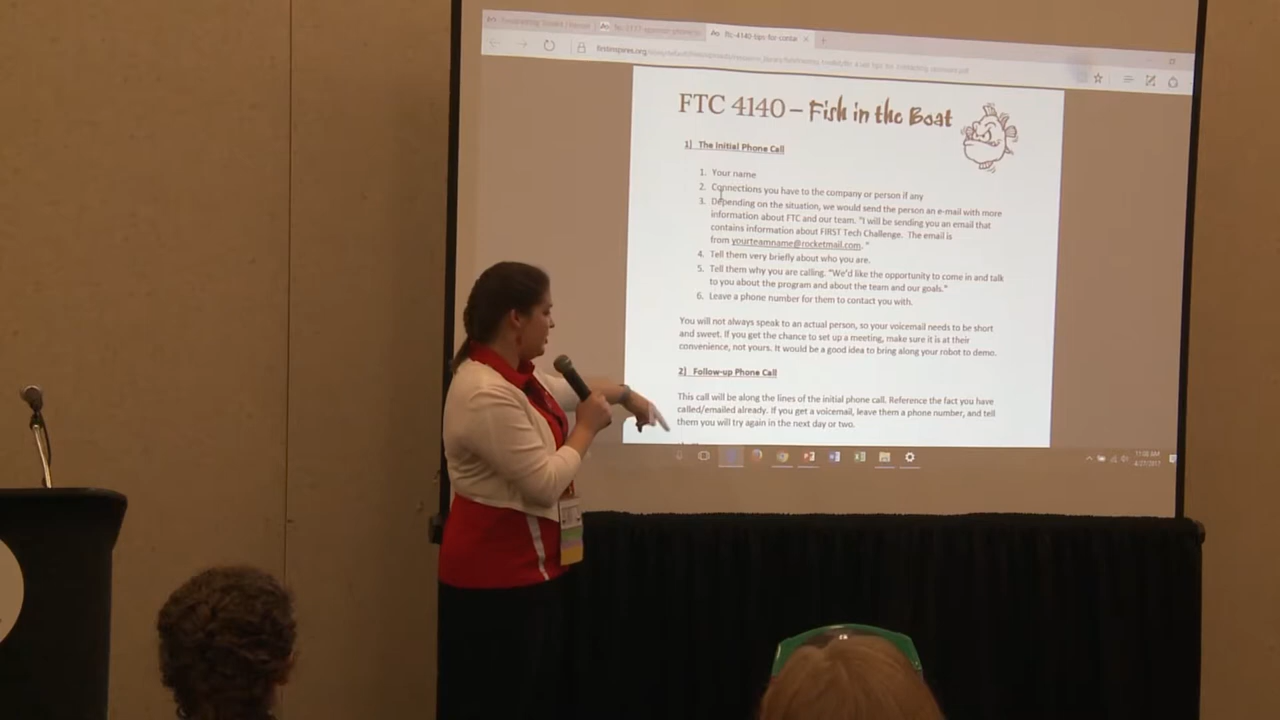 ftc-4140-tips-for-contac
firstinspires.org
FTC 4140 – Fish in the Boat
1) The Initial Phone Call
1. Your name
2. Connections you have to the company or person if any
3. Depending on the situation, we would send the person an e-mail with more
information about FTC and our team. "I will be sending you an email that
contains information about FIRST Tech Challenge. The email is
from yourteamname@rocketmail.com. "
4. Tell them very briefly about who you are.
5. Tell them why you are calling. "We'd like the opportunity to come in and talk
to you about the program and about the team and our goals."
6. Leave a phone number for them to contact you with.
You will not always speak to an actual person, so your voicemail needs to be short
and sweet. If you get the chance to set up a meeting, make sure it is at their
convenience, not yours. It would be a good idea to bring along your robot to demo.
2) Follow-up Phone Call
This call will be along the lines of the initial phone call. Reference the fact you have
called/emailed already. If you get a voicemail, leave them a phone number, and tell
them you will try again in the next day or two.